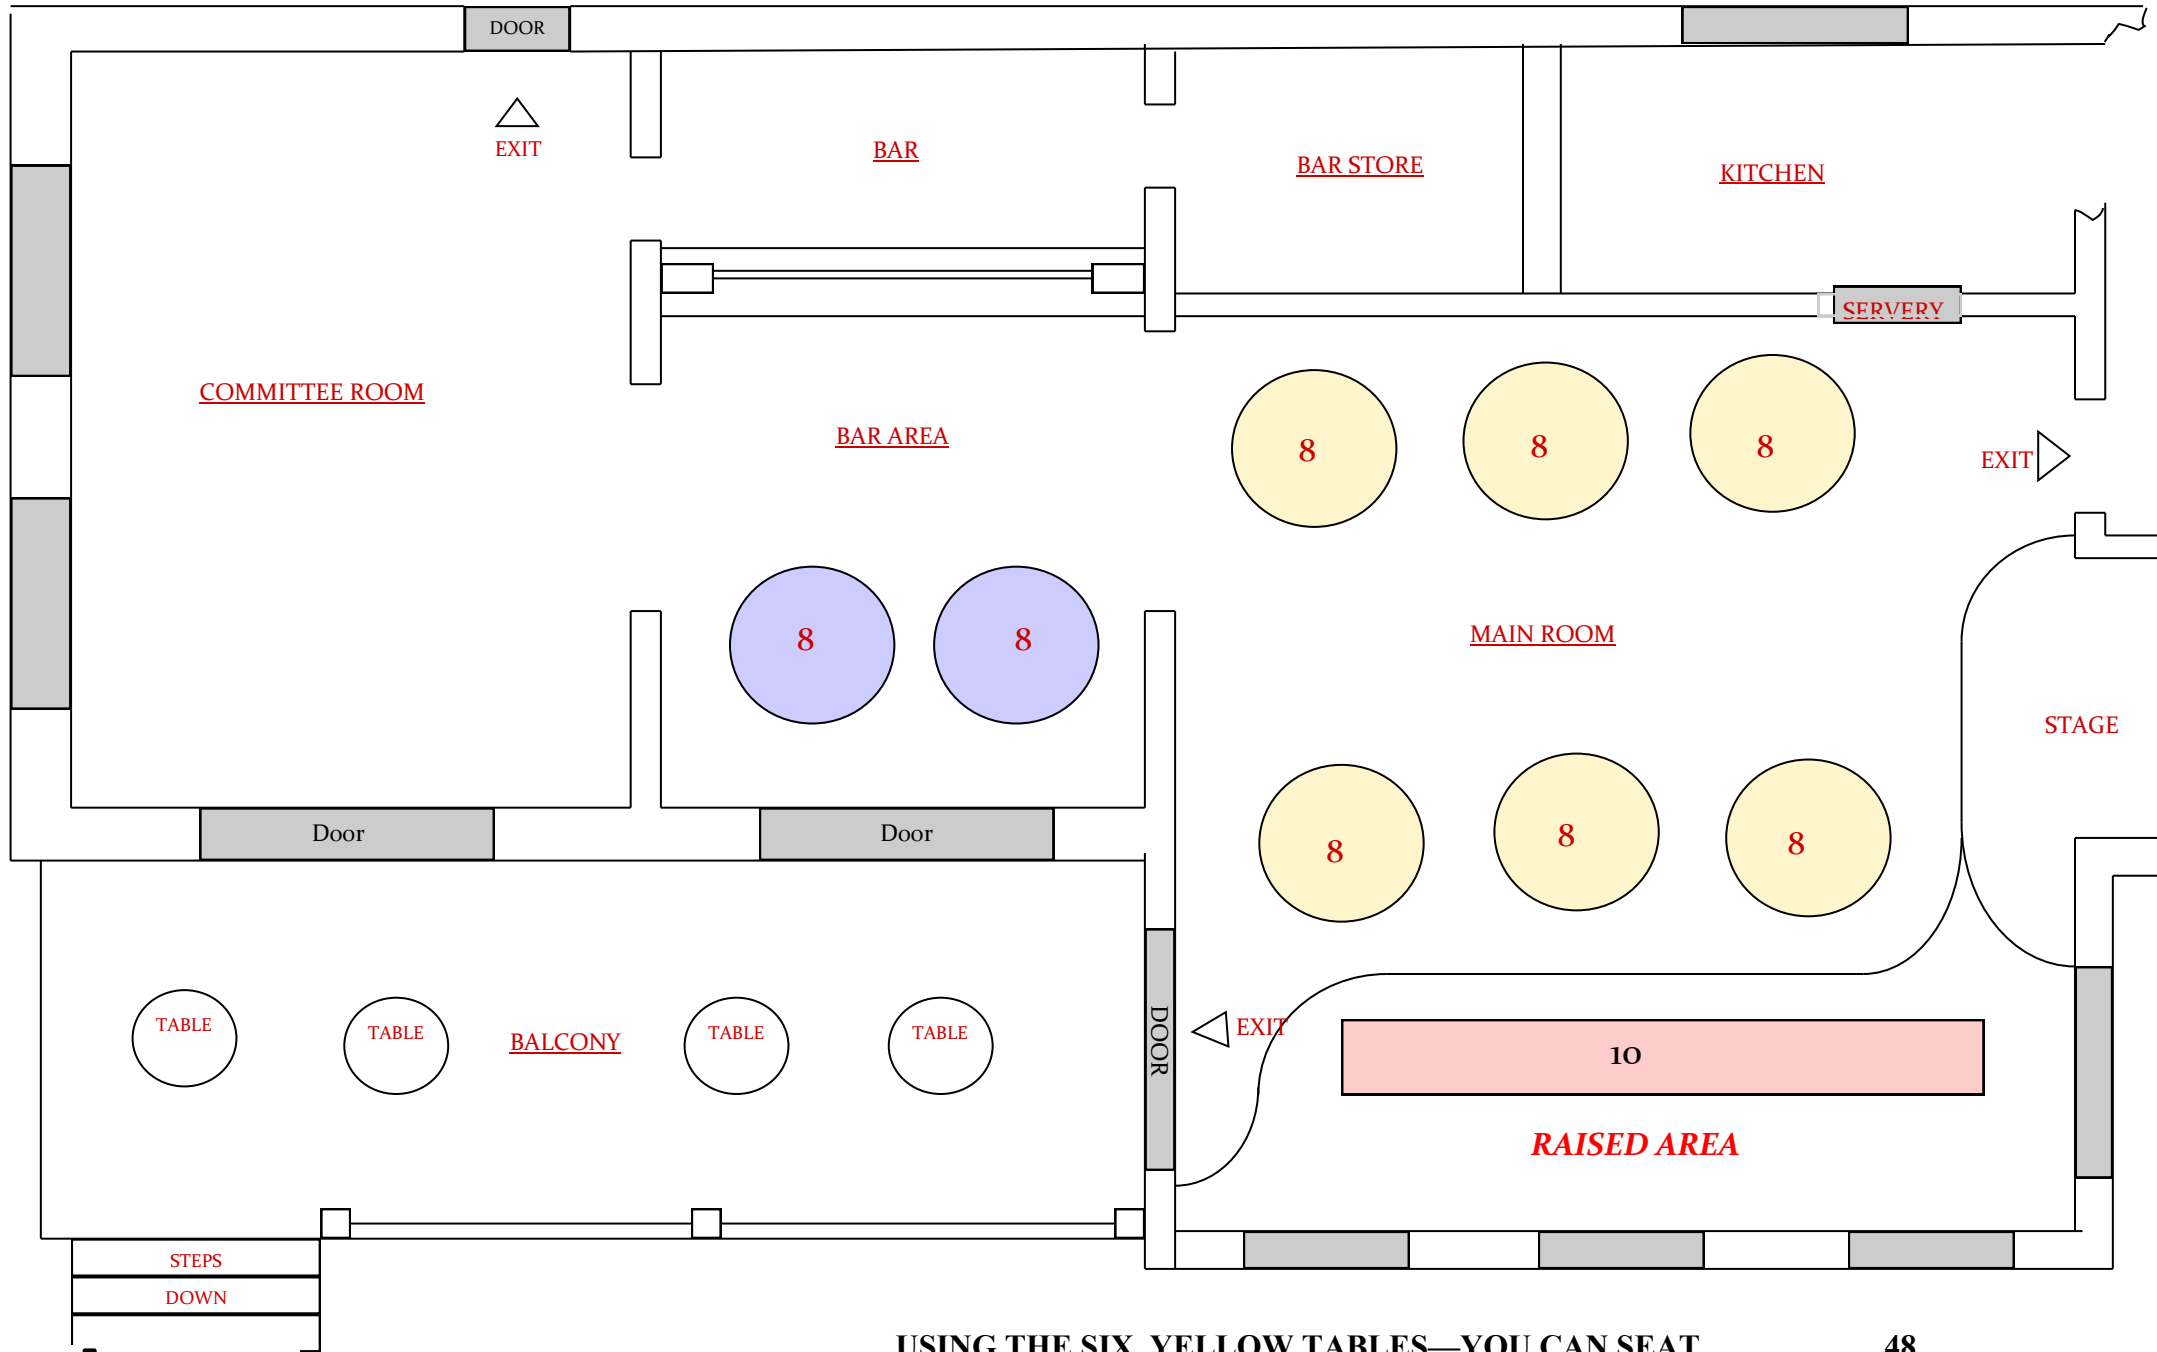 DOOR
EXIT
BAR
BAR STORE
KITCHEN
SERVERY
COMMITTEE ROOM
BAR AREA
8
8
8
EXIT
8
8
MAIN ROOM
STAGE
Door
Door
8
8
8
TABLE
TABLE
BALCONY
TABLE
TABLE
DOOR
EXIT
10
RAISED AREA
STEPS
DOWN
USING THE SIX YELLOW TABLES—YOU CAN SEAT 48